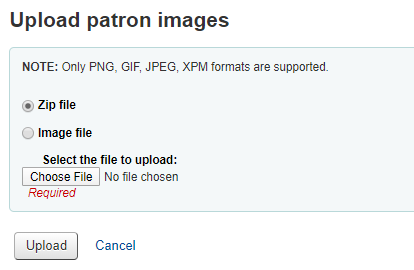 Upload patron images
NOTE: Only PNG, GIF, JPEG, XPM formats are supported.
Zip file
Image file
Select the file to upload:
Choose File No file chosen
Required
Upload Cancel